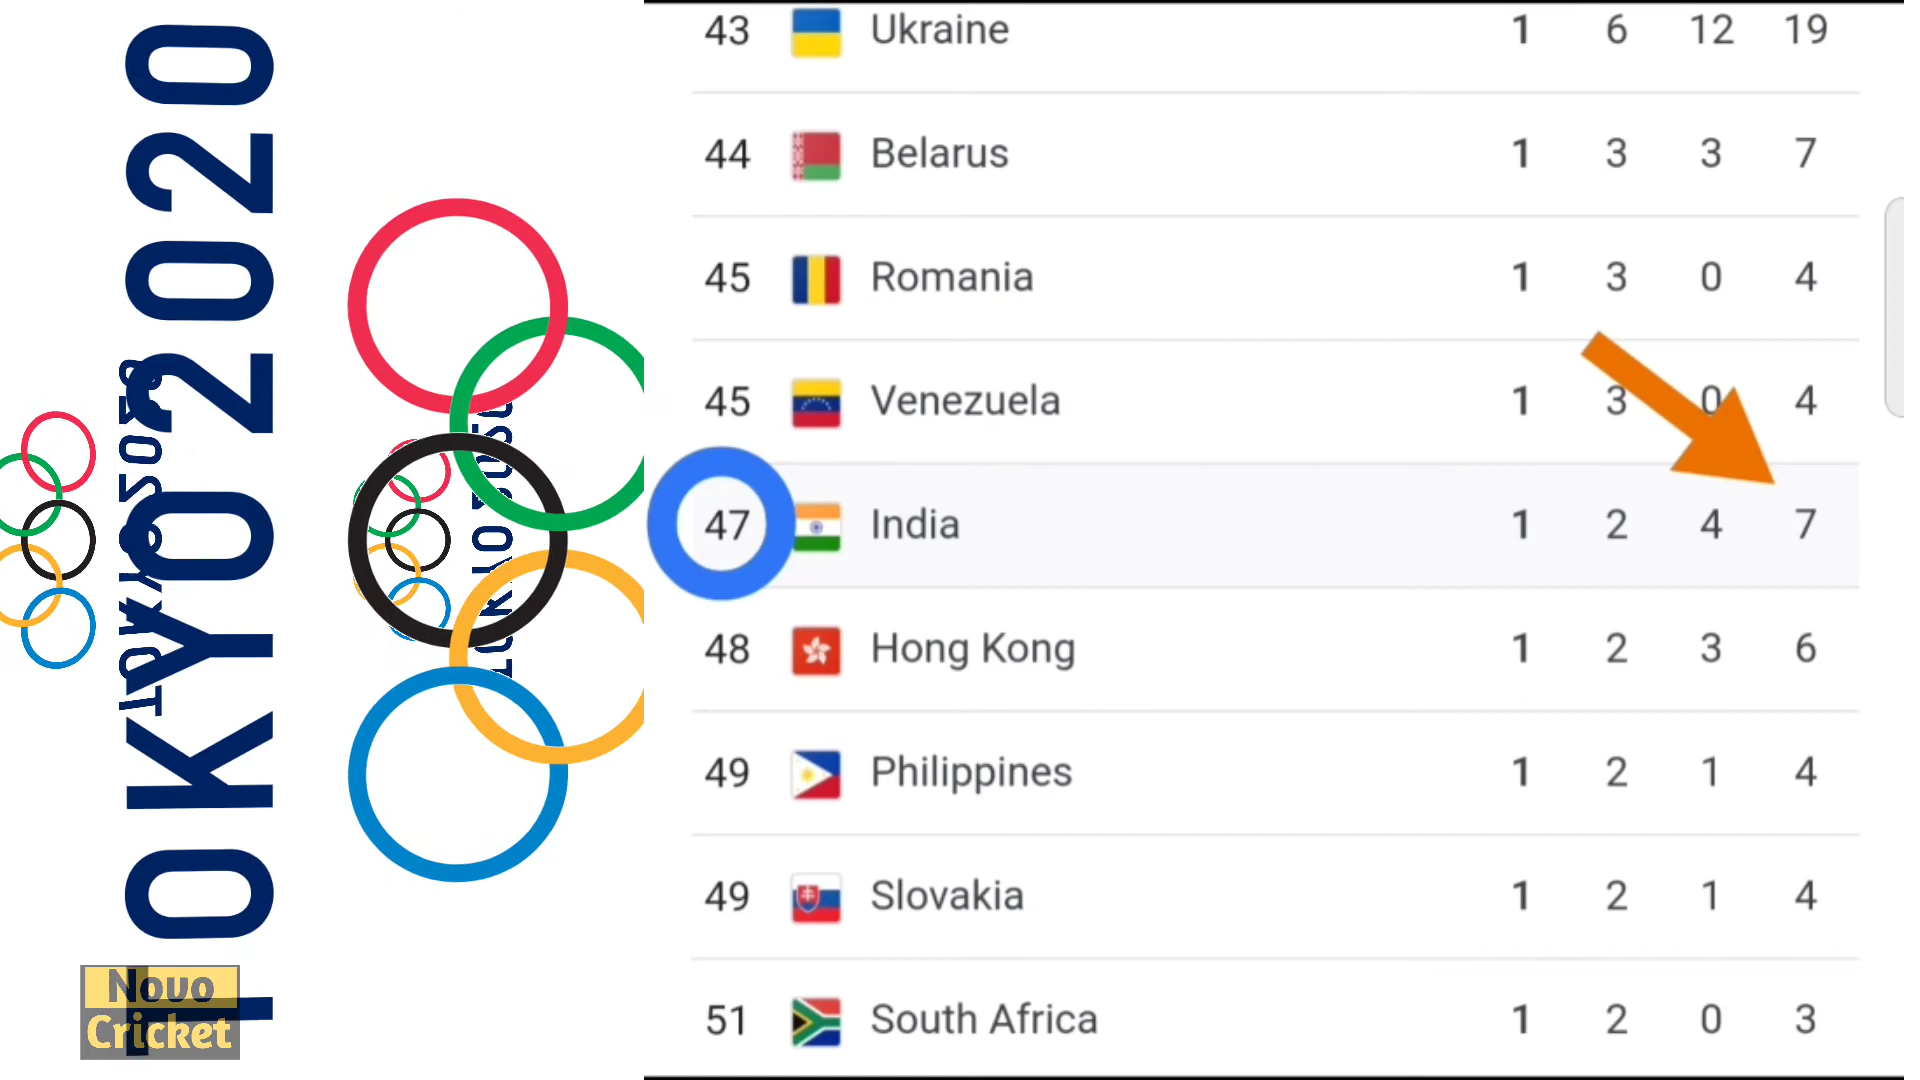 TOKYO 2020
TOKYO 2020
Novo
Cricket
43 Ukraine 1 6 12 19
44 Belarus 1 3 3 7
45 Romania 1 3 0 4
45 Venezuela 1 3 0 4
47 India 1 2 4 7
48 Hong Kong 1 2 3 6
49 Philippines 1 2 1 4
49 Slovakia 1 2 1 4
51 South Africa 1 2 0 3